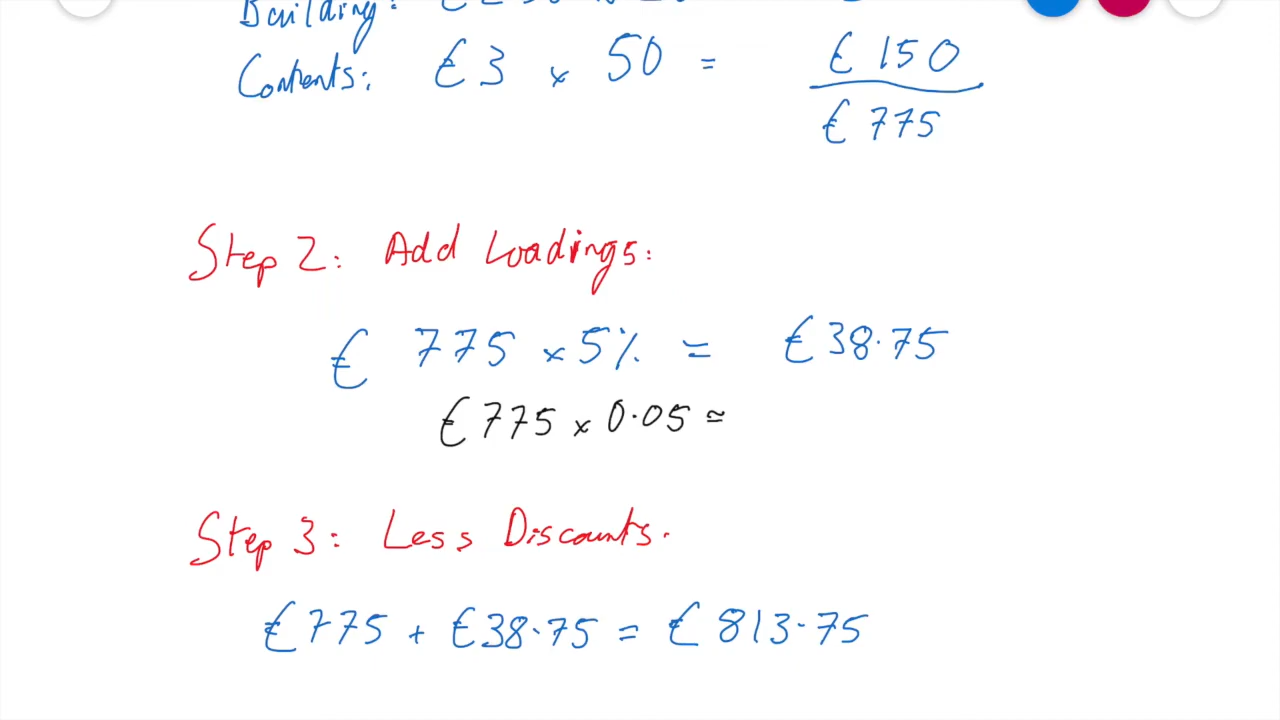 Building:
Contents: €3 x 50 = € 150
€ 775
Step 2: Add Loadings:
€ 775 x 5% = €38.75
€775 x 0.05 =
Step 3: Less Discounts.
€775 + €38.75 = €813.75